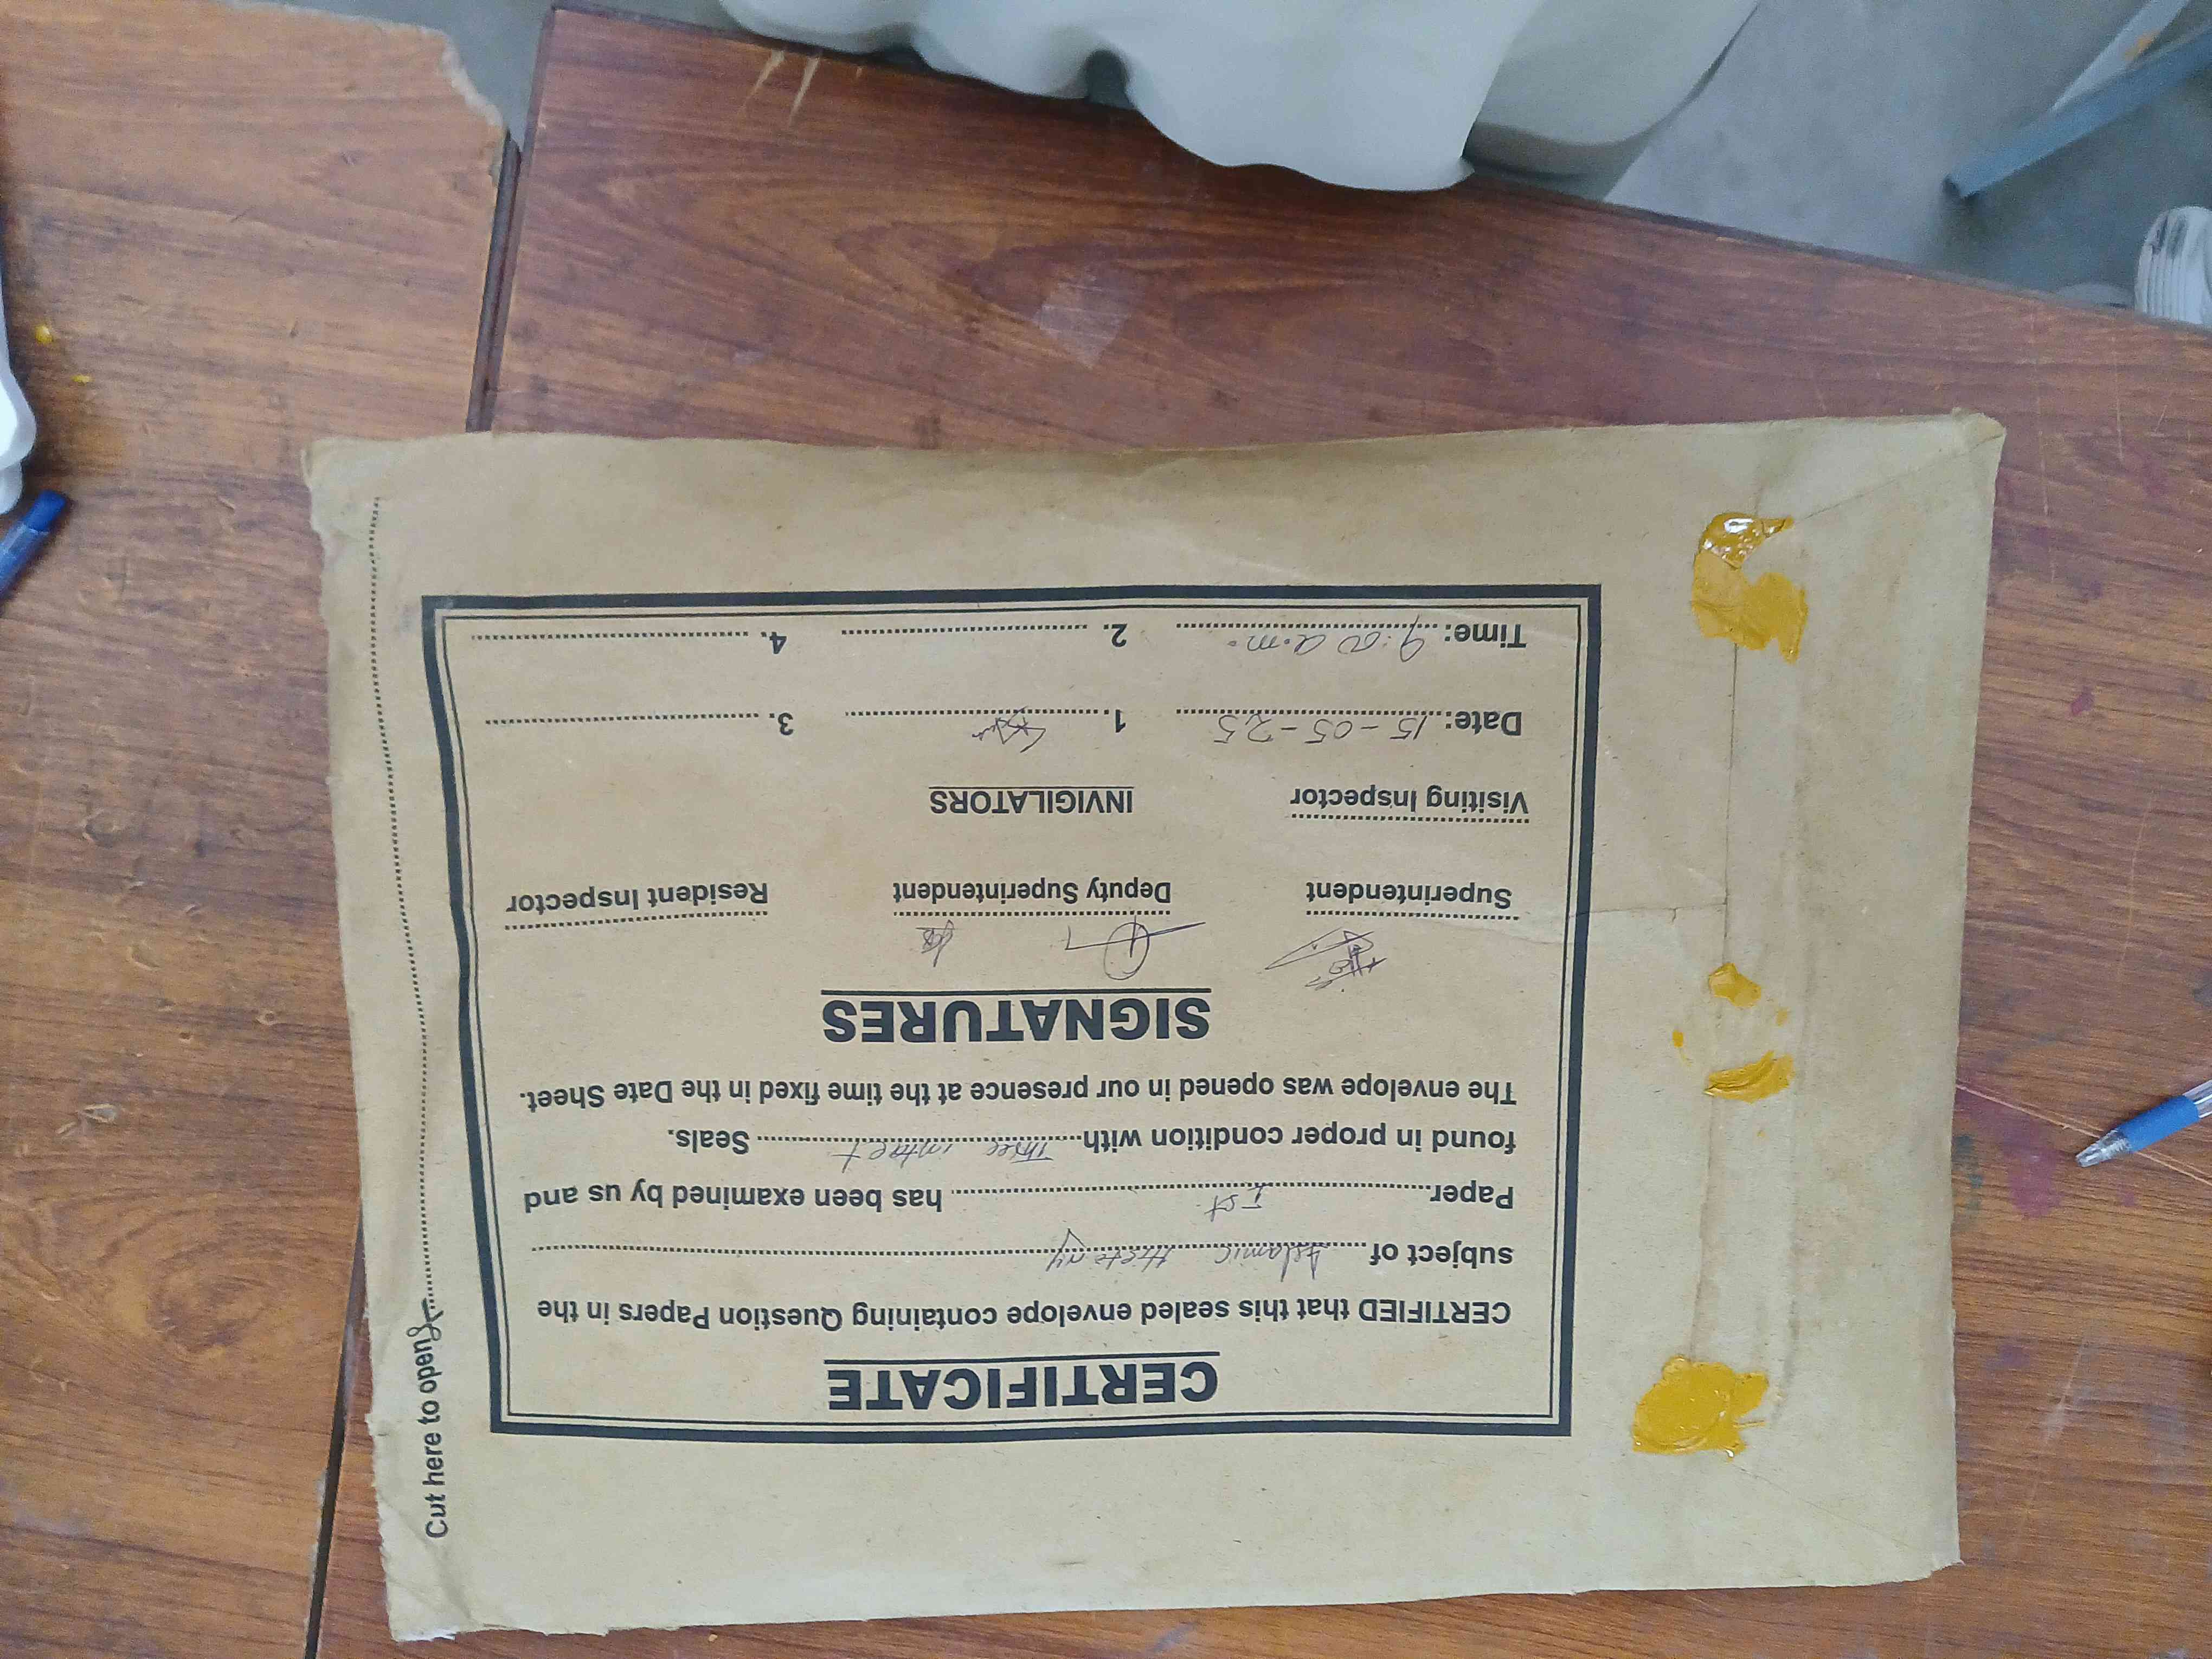 CERTIFICATE
CERTIFIED that this sealed envelope containing Question Papers in the
subject of Islamic History
Paper Ist has been examined by us and
found in proper condition with Three intact Seals.
The envelope was opened in our presence at the time fixed in the Date Sheet.
SIGNATURES
Superintendent Deputy Superintendent Resident Inspector
Visiting Inspector INVIGILATORS
Date: 15-05-25 1. 3.
Time: 9:00 a.m. 2. 4.
Cut here to open